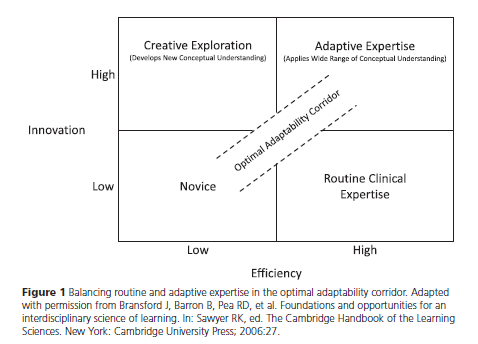 Creative Exploration
(Develops New Conceptual Understanding)
Adaptive Expertise
(Applies Wide Range of Conceptual Understanding)
High
Optimal Adaptability Corridor
Innovation
Low
Novice
Routine Clinical
Expertise
Low
High
Efficiency
Figure 1 Balancing routine and adaptive expertise in the optimal adaptability corridor. Adapted
with permission from Bransford J, Barron B, Pea RD, et al. Foundations and opportunities for an
interdisciplinary science of learning. In: Sawyer RK, ed. The Cambridge Handbook of the Learning
Sciences. New York: Cambridge University Press; 2006:27.